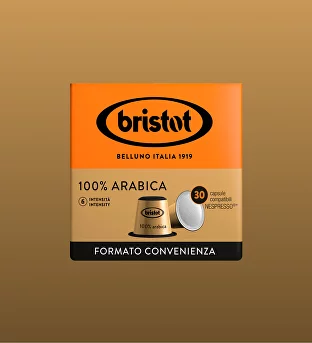 bristot
BELLUNO ITALIA 1919
100% ARABICA
6 INTENSITÀ
INTENSITY
30 capsule
compatibili
NESPRESSO
bristot
100% arabica
FORMATO CONVENIENZA